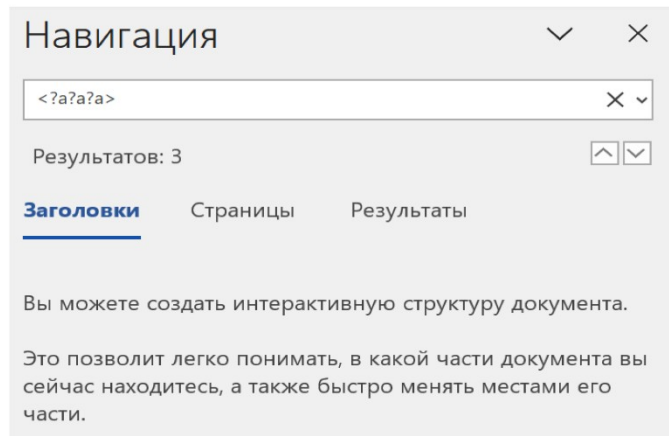 Навигация
<?а?а?а>
Результатов: 3
Заголовки Страницы Результаты
Вы можете создать интерактивную структуру документа.
Это позволит легко понимать, в какой части документа вы
сейчас находитесь, а также быстро менять местами его
части.